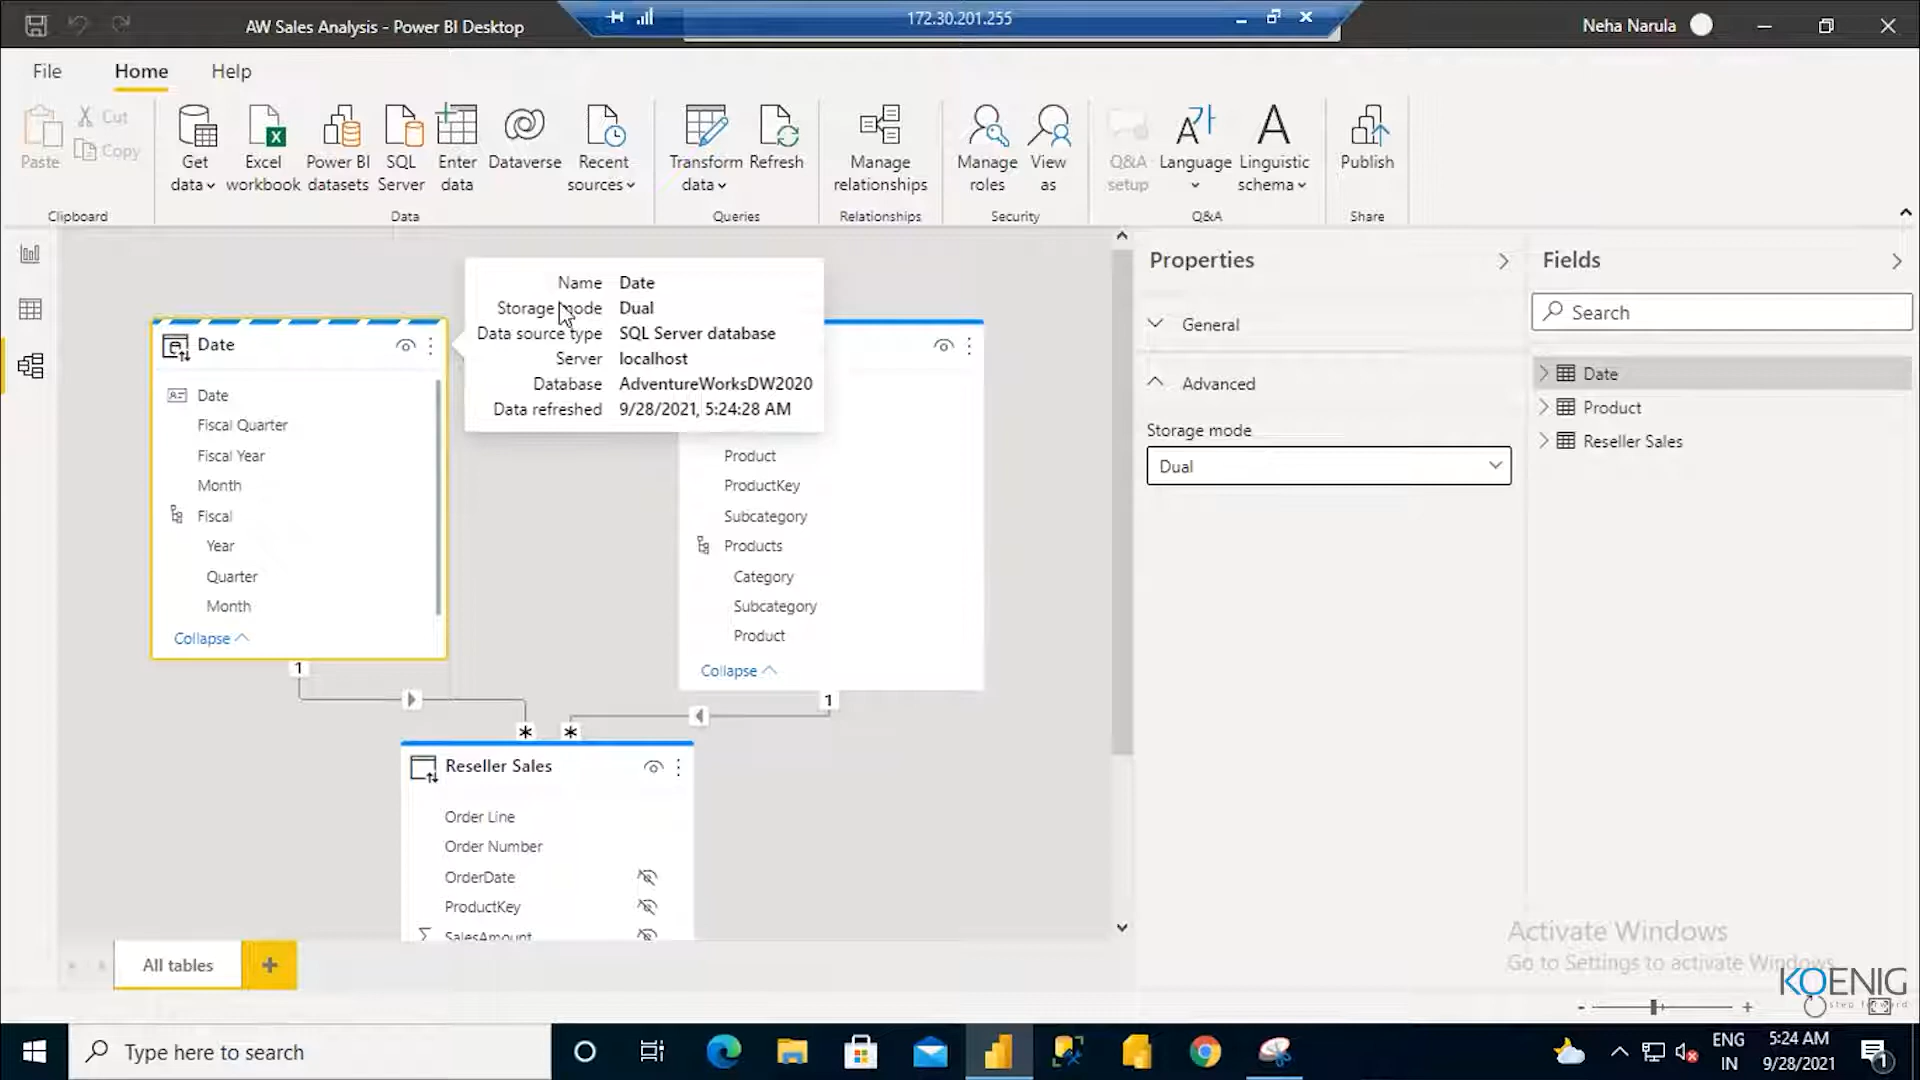 AW Sales Analysis - Power BI Desktop
172.30.201.255
Neha Narula
File
Home
Help
Paste
Cut
Copy
Get data
Excel workbook
Power BI datasets
SQL Server
Enter data
Dataverse
Recent sources
Transform data
Refresh
Manage relationships
Manage roles
View as
Q&A setup
Language
Linguistic schema
Publish
Clipboard
Data
Queries
Relationships
Security
Q&A
Share
Name Date
Storage mode Dual
Data source type SQL Server database
Server localhost
Database AdventureWorksDW2020
Data refreshed 9/28/2021, 5:24:28 AM
Date
Date
Fiscal Quarter
Fiscal Year
Month
Fiscal
Year
Quarter
Month
Collapse
Product
ProductKey
Subcategory
Products
Category
Subcategory
Product
Collapse
1
1
*
*
Reseller Sales
Order Line
Order Number
OrderDate
ProductKey
SalesAmount
Properties
General
Advanced
Storage mode
Dual
Fields
Search
Date
Product
Reseller Sales
All tables
+
Activate Windows
Go to Settings to activate Windows.
KOENIG
step forward
- +
Type here to search
ENG
IN
5:24 AM
9/28/2021
1